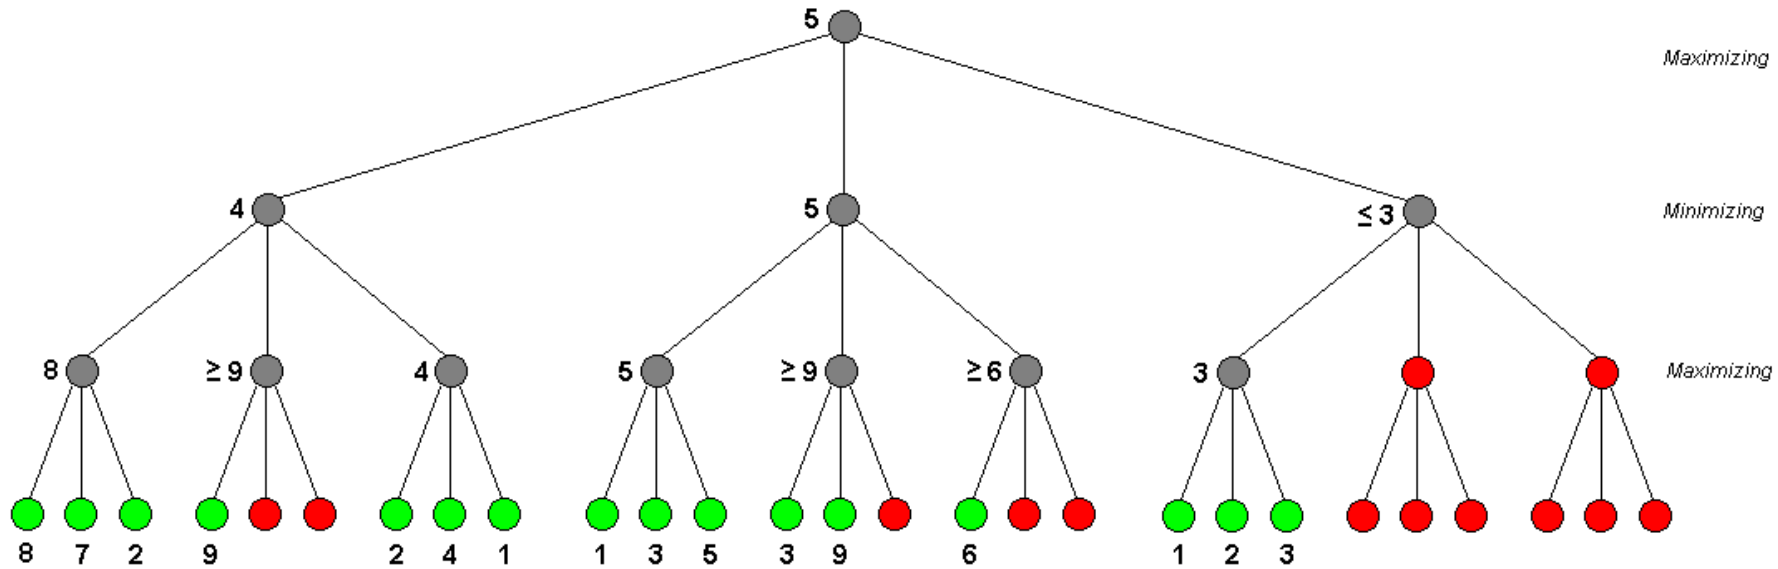 5
Maximizing
4 5 ≤ 3 Minimizing
8 ≥ 9 4 5 ≥ 9 ≥ 6 3 Maximizing
8 7 2 9 2 4 1 1 3 5 3 9 6 1 2 3